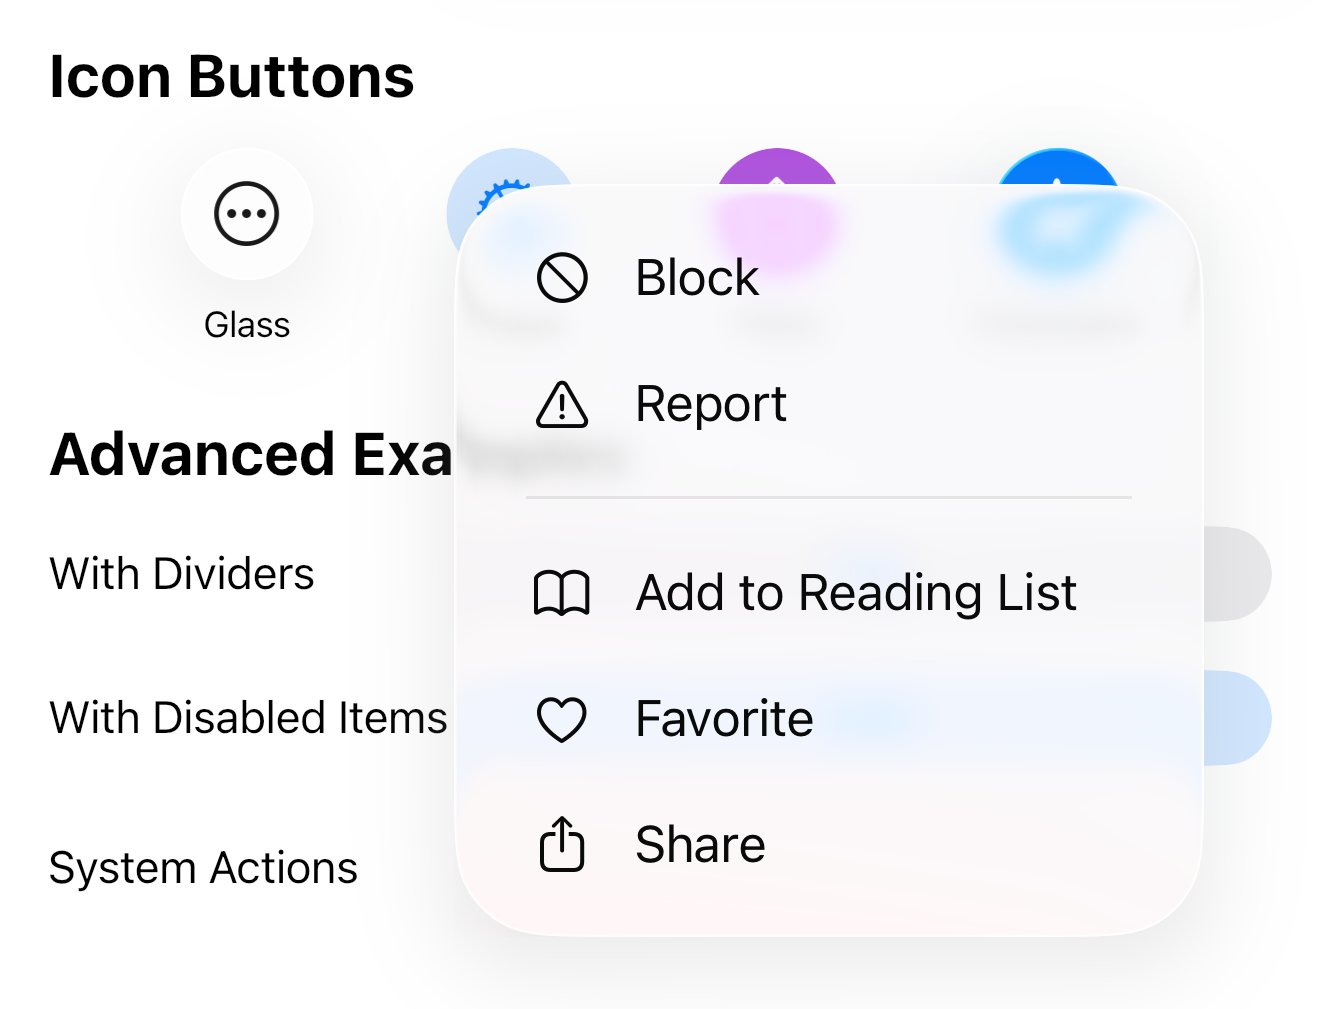 Icon Buttons
Glass
Block
Report
Advanced Exa
With Dividers
Add to Reading List
With Disabled Items
Favorite
Share
System Actions